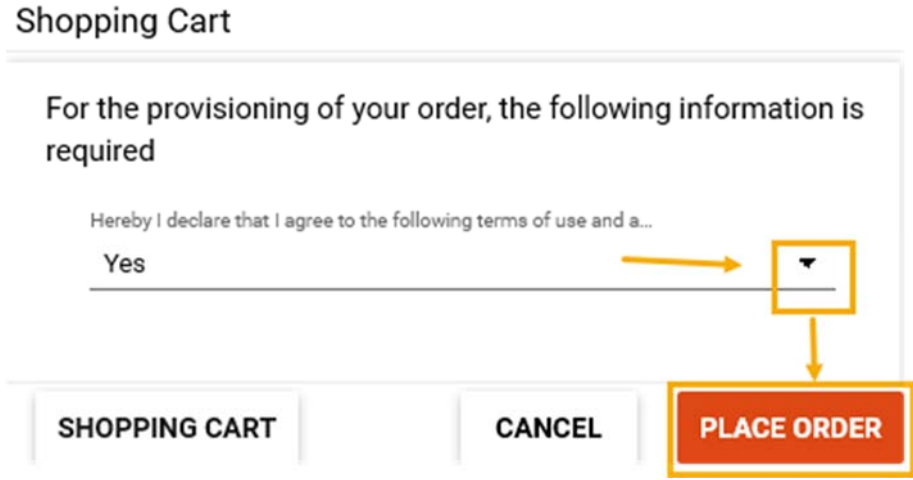 Shopping Cart
For the provisioning of your order, the following information is
required
Hereby I declare that I agree to the following terms of use and a...
Yes
SHOPPING CART
CANCEL
PLACE ORDER